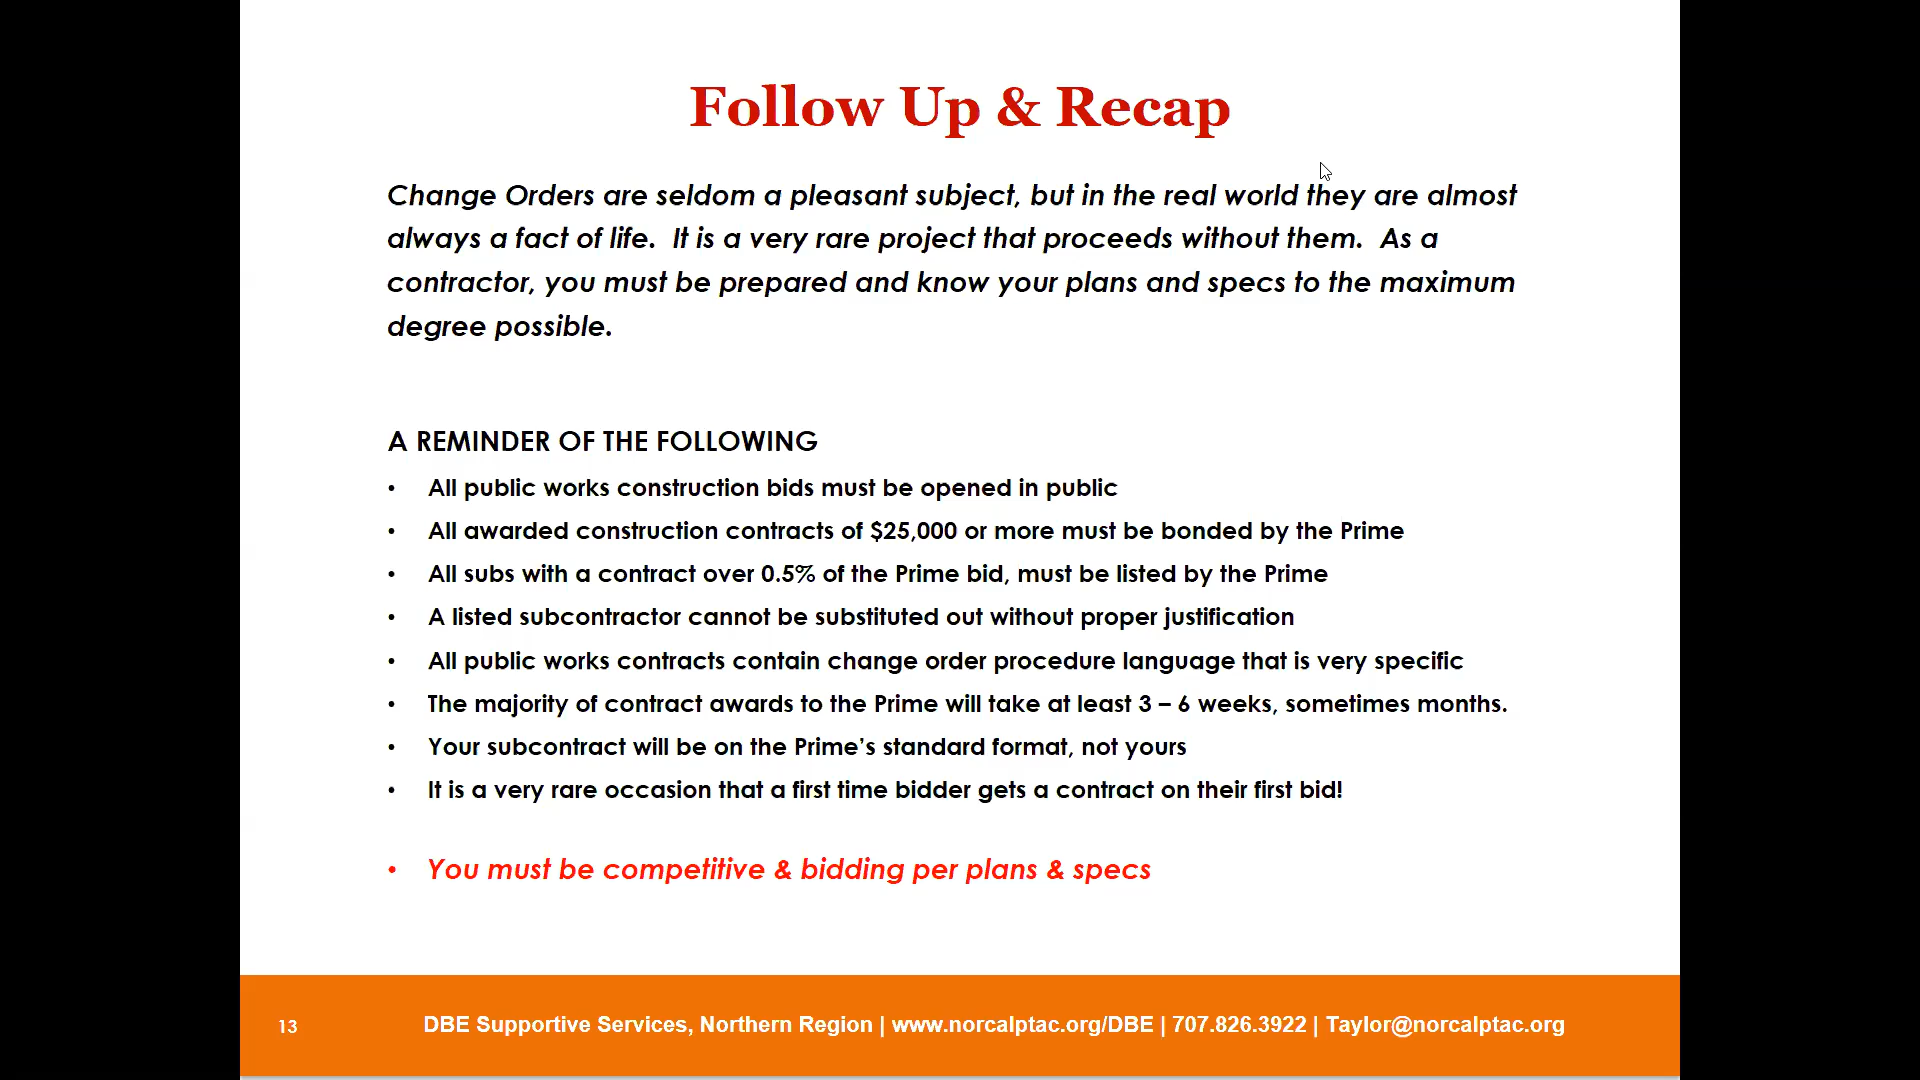 Follow Up & Recap
Change Orders are seldom a pleasant subject, but in the real world they are almost
always a fact of life.  It is a very rare project that proceeds without them.  As a
contractor, you must be prepared and know your plans and specs to the maximum
degree possible.
A REMINDER OF THE FOLLOWING
• All public works construction bids must be opened in public
• All awarded construction contracts of $25,000 or more must be bonded by the Prime
• All subs with a contract over 0.5% of the Prime bid, must be listed by the Prime
• A listed subcontractor cannot be substituted out without proper justification
• All public works contracts contain change order procedure language that is very specific
• The majority of contract awards to the Prime will take at least 3 – 6 weeks, sometimes months.
• Your subcontract will be on the Prime’s standard format, not yours
• It is a very rare occasion that a first time bidder gets a contract on their first bid!
• You must be competitive & bidding per plans & specs
13
DBE Supportive Services, Northern Region | www.norcalptac.org/DBE | 707.826.3922 | Taylor@norcalptac.org